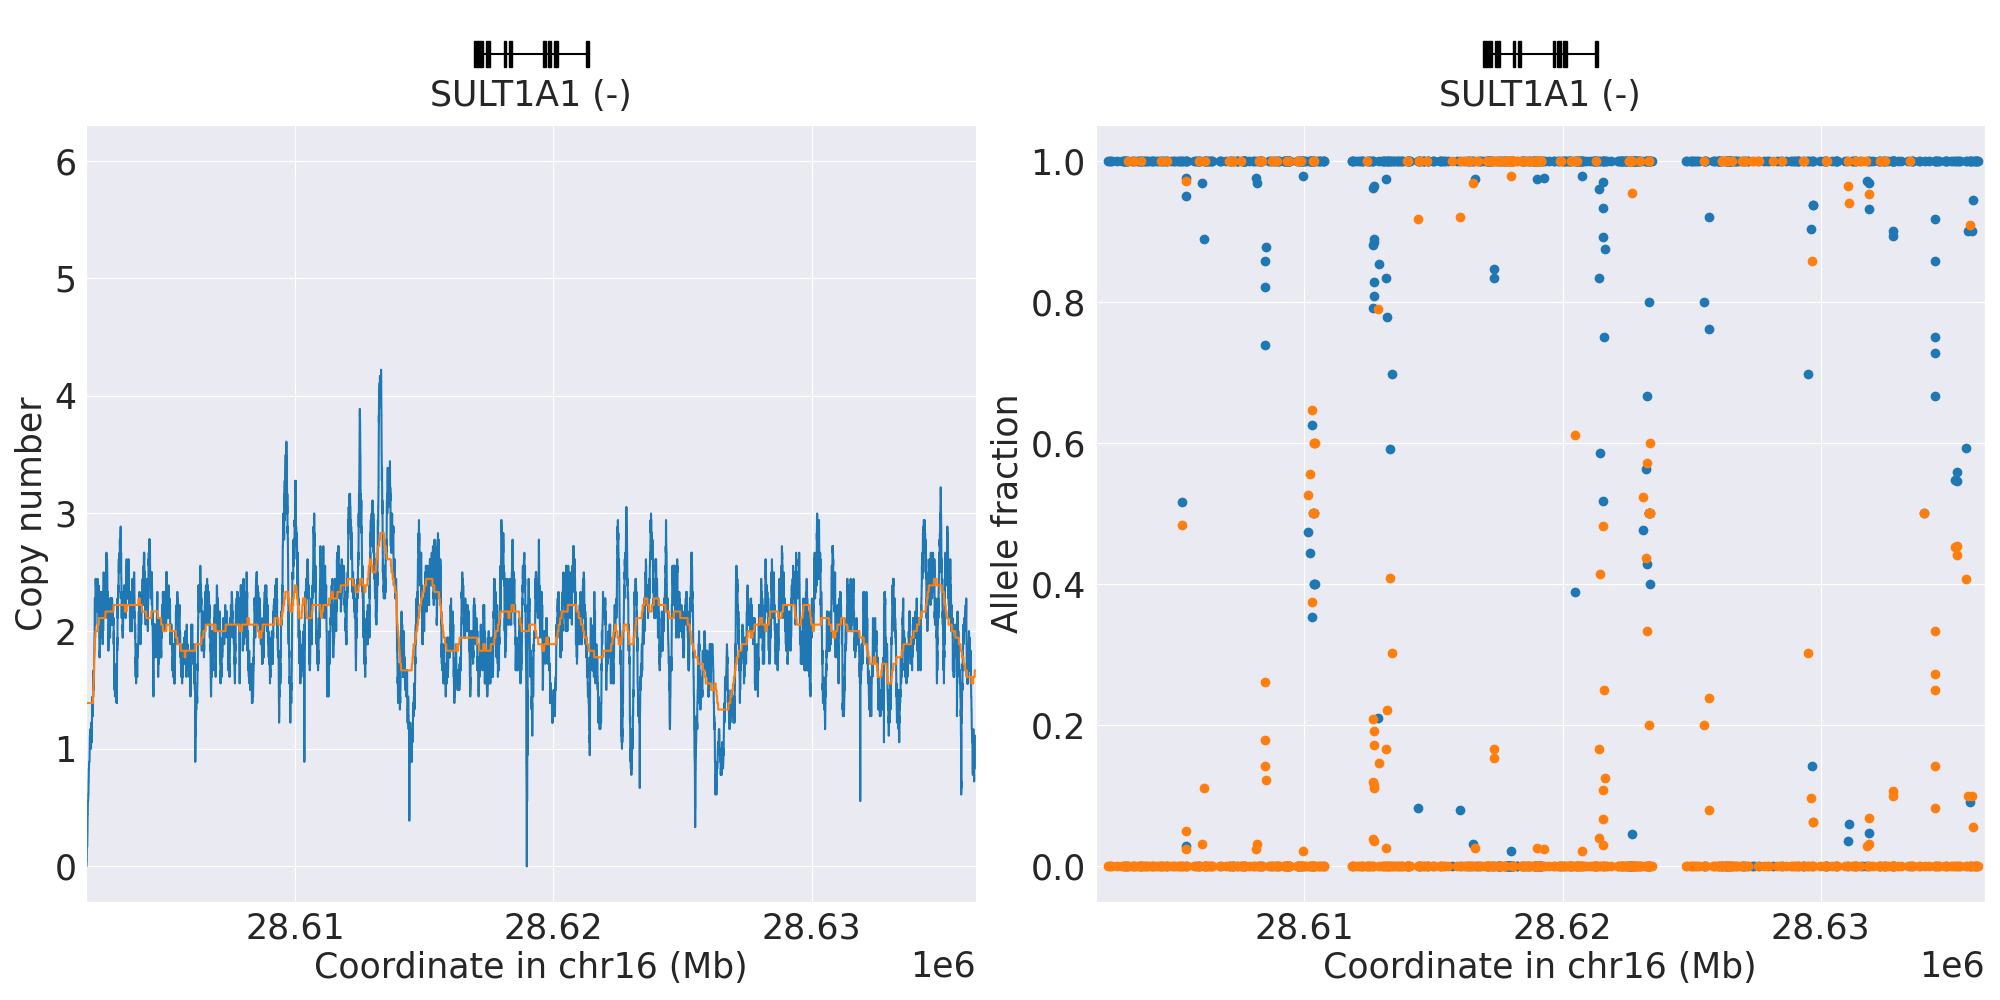 SULT1A1 (-)
6
5
4
3
2
1
0
Copy number
28.61
28.62
28.63
Coordinate in chr16 (Mb)
1e6
SULT1A1 (-)
1.0
0.8
0.6
0.4
0.2
0.0
Allele fraction
28.61
28.62
28.63
Coordinate in chr16 (Mb)
1e6